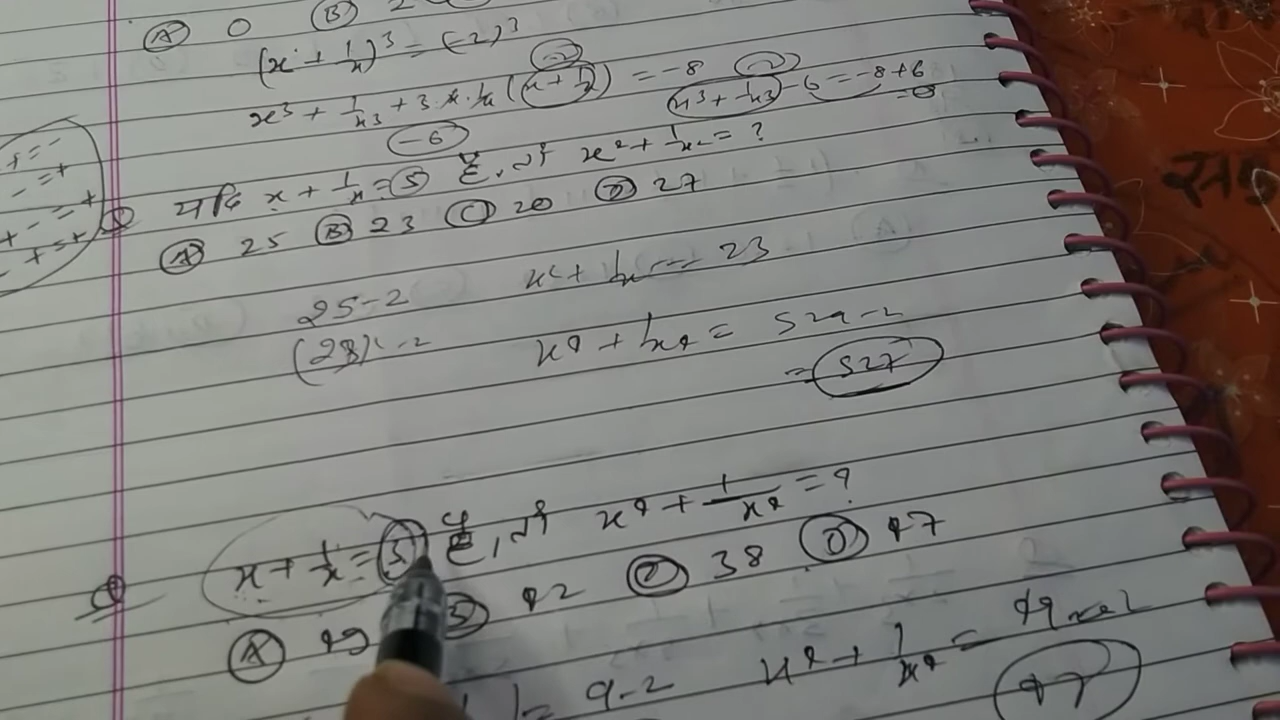 (A) 0 (B) 2
(x + 1/x)³ = (-2)³
x³ + 1/x³ + 3·x·1/x (x + 1/x) = -8 (x³ + 1/x³) - 6 = -8 + 6
(-6)
यदि x + 1/x = 5 है, तो x² + 1/x² = ?
(A) 25 (B) 23 (C) 20 (D) 27
25-2 x² + 1/x² = 23
(23)² - 2 x⁴ + 1/x⁴ = 529-2
= 527
x + 1/x = 3 है, तो x⁴ + 1/x⁴ = ?
(A) 49 (B) 42 (C) 38 (D) 47
= 9-2 x⁴ + 1/x⁴ = 49-2
47